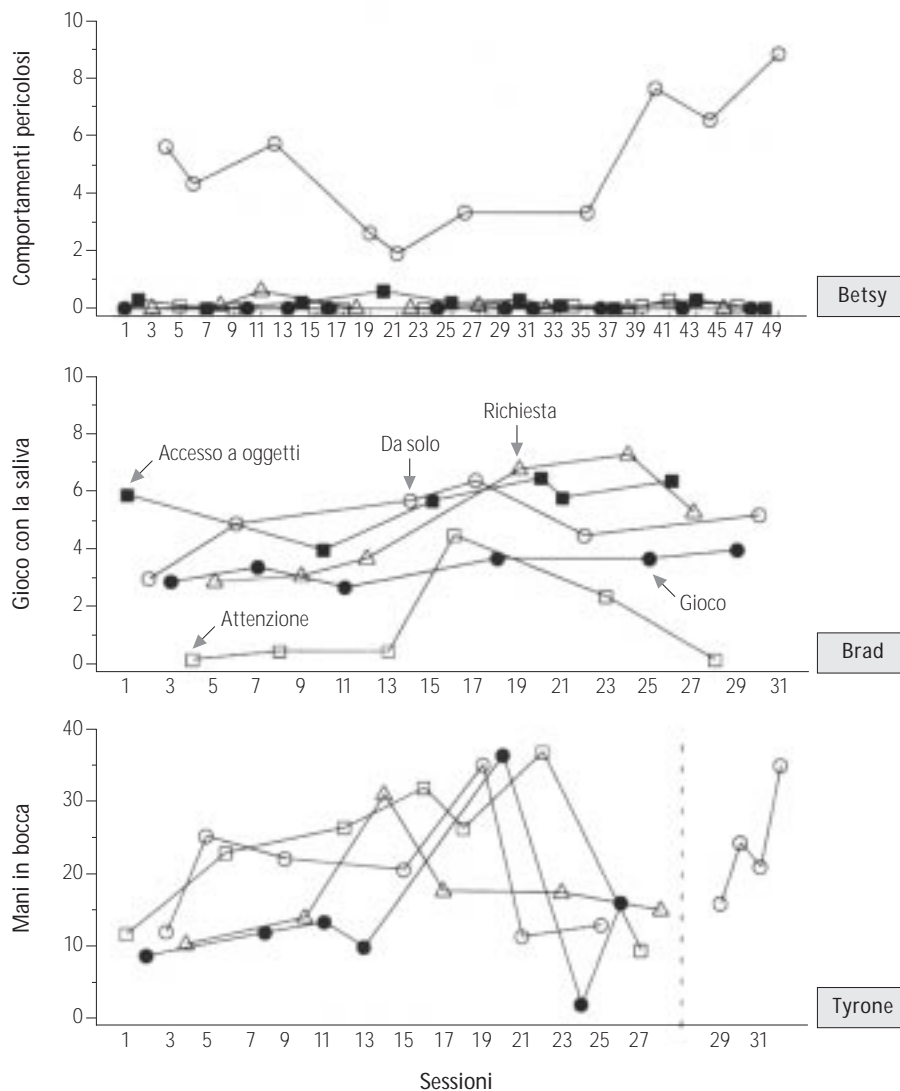 10
8
6
4
2
0
Comportamenti pericolosi
Betsy
1 3 5 7 9 11 13 15 17 19 21 23 25 27 29 31 33 35 37 39 41 43 45 47 49
10
8
6
4
2
0
Gioco con la saliva
Accesso a oggetti
Da solo
Richiesta
Attenzione
Gioco
Brad
1 3 5 7 9 11 13 15 17 19 21 23 25 27 29 31
40
30
20
10
0
Mani in bocca
Tyrone
1 3 5 7 9 11 13 15 17 19 21 23 25 27 29 31
Sessioni